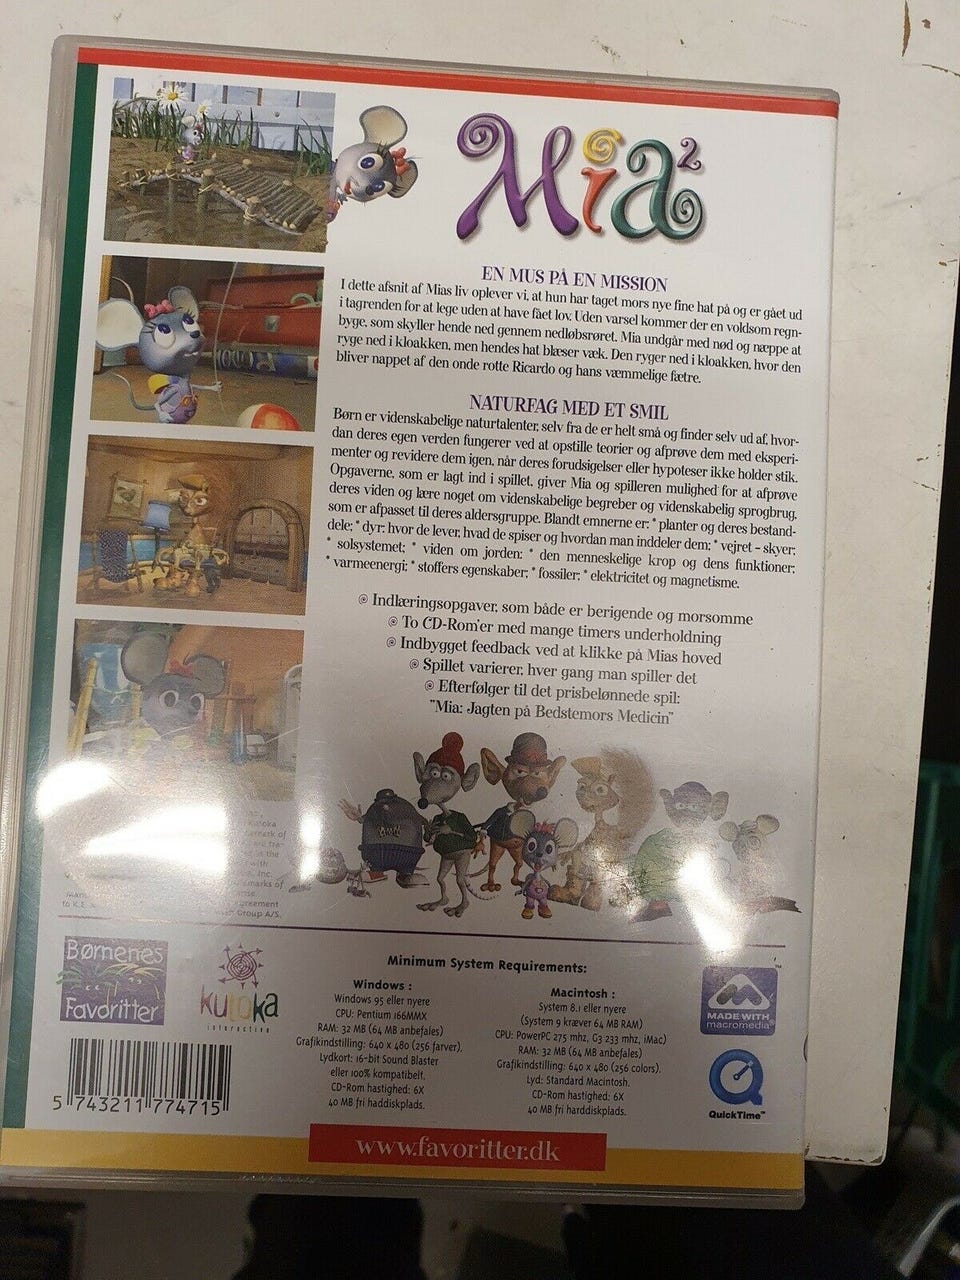 Mia²
EN MUS PÅ EN MISSION
I dette afsnit af Mias liv oplever vi, at hun har taget mors nye fine hat på og er gået ud
i tagrenden for at lege uden at have fået lov. Uden varsel kommer der en voldsom regn-
byge, som skyller hende ned gennem nedløbsrøret. Mia undgår med nød og næppe at
ryge ned i kloakken, men hendes hat blæser væk. Den ryger ned i kloakken, hvor den
bliver nappet af den onde rotte Ricardo og hans væmmelige fætre.
NATURFAG MED ET SMIL
Børn er videnskabelige naturtalenter, selv fra de er helt små og finder selv ud af, hvor-
dan deres egen verden fungerer ved at opstille teorier og afprøve dem med eksperi-
menter og revidere dem igen, når deres forudsigelser eller hypoteser ikke holder stik.
Opgaverne, som er lagt ind i spillet, giver Mia og spilleren mulighed for at afprøve
deres viden og lære noget om videnskabelige begreber og videnskabelig sprogbrug,
som er afpasset til deres aldersgruppe. Blandt emnerne er: * planter og deres bestand-
dele; * dyr: hvor de lever, hvad de spiser og hvordan man inddeler dem; * vejret - skyer;
* solsystemet; * viden om jorden; * den menneskelige krop og dens funktioner;
* varmeenergi; * stoffers egenskaber; * fossiler; * elektricitet og magnetisme.
Indlæringsopgaver, som både er berigende og morsomme
To CD-Rom'er med mange timers underholdning
Indbygget feedback ved at klikke på Mias hoved
Spillet varierer, hver gang man spiller det
Efterfølger til det prisbelønnede spil:
"Mia: Jagten på Bedstemors Medicin"
Kutoka
mark of
the
with
Inc.
marks of
agreement
to K.E.
Group A/S.
Børnenes
Favoritter
kutoka
interactive
5 743211 774715
Minimum System Requirements:
Windows :
Windows 95 eller nyere
CPU: Pentium 166MMX
RAM: 32 MB (64 MB anbefales)
Grafikindstilling: 640 x 480 (256 farver).
Lydkort: 16-bit Sound Blaster
eller 100% kompatibelt.
CD-Rom hastighed: 6X
40 MB fri harddiskplads.
Macintosh :
System 8.1 eller nyere
(System 9 kræver 64 MB RAM)
CPU: PowerPC 275 mhz, G3 233 mhz, iMac)
RAM: 32 MB (64 MB anbefales)
Grafikindstilling: 640 x 480 (256 colors).
Lyd: Standard Macintosh.
CD-Rom hastighed: 6X
40 MB fri harddiskplads.
MADE WITH
macromedia®
QuickTime™
www.favoritter.dk